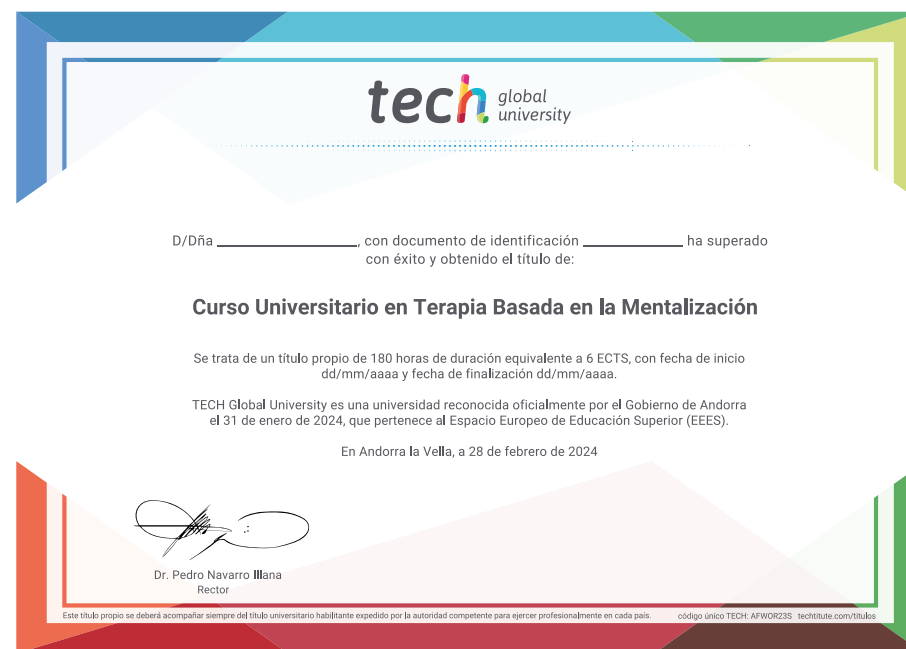 tech global university
D/Dña ____________________, con documento de identificación ______________ ha superado
con éxito y obtenido el título de:
Curso Universitario en Terapia Basada en la Mentalización
Se trata de un título propio de 180 horas de duración equivalente a 6 ECTS, con fecha de inicio
dd/mm/aaaa y fecha de finalización dd/mm/aaaa.
TECH Global University es una universidad reconocida oficialmente por el Gobierno de Andorra
el 31 de enero de 2024, que pertenece al Espacio Europeo de Educación Superior (EEES).
En Andorra la Vella, a 28 de febrero de 2024
Dr. Pedro Navarro Illana
Rector
Este título propio se deberá acompañar siempre del título universitario habilitante expedido por la autoridad competente para ejercer profesionalmente en cada país. código único TECH: AFWOR23S techtitute.com/titulos